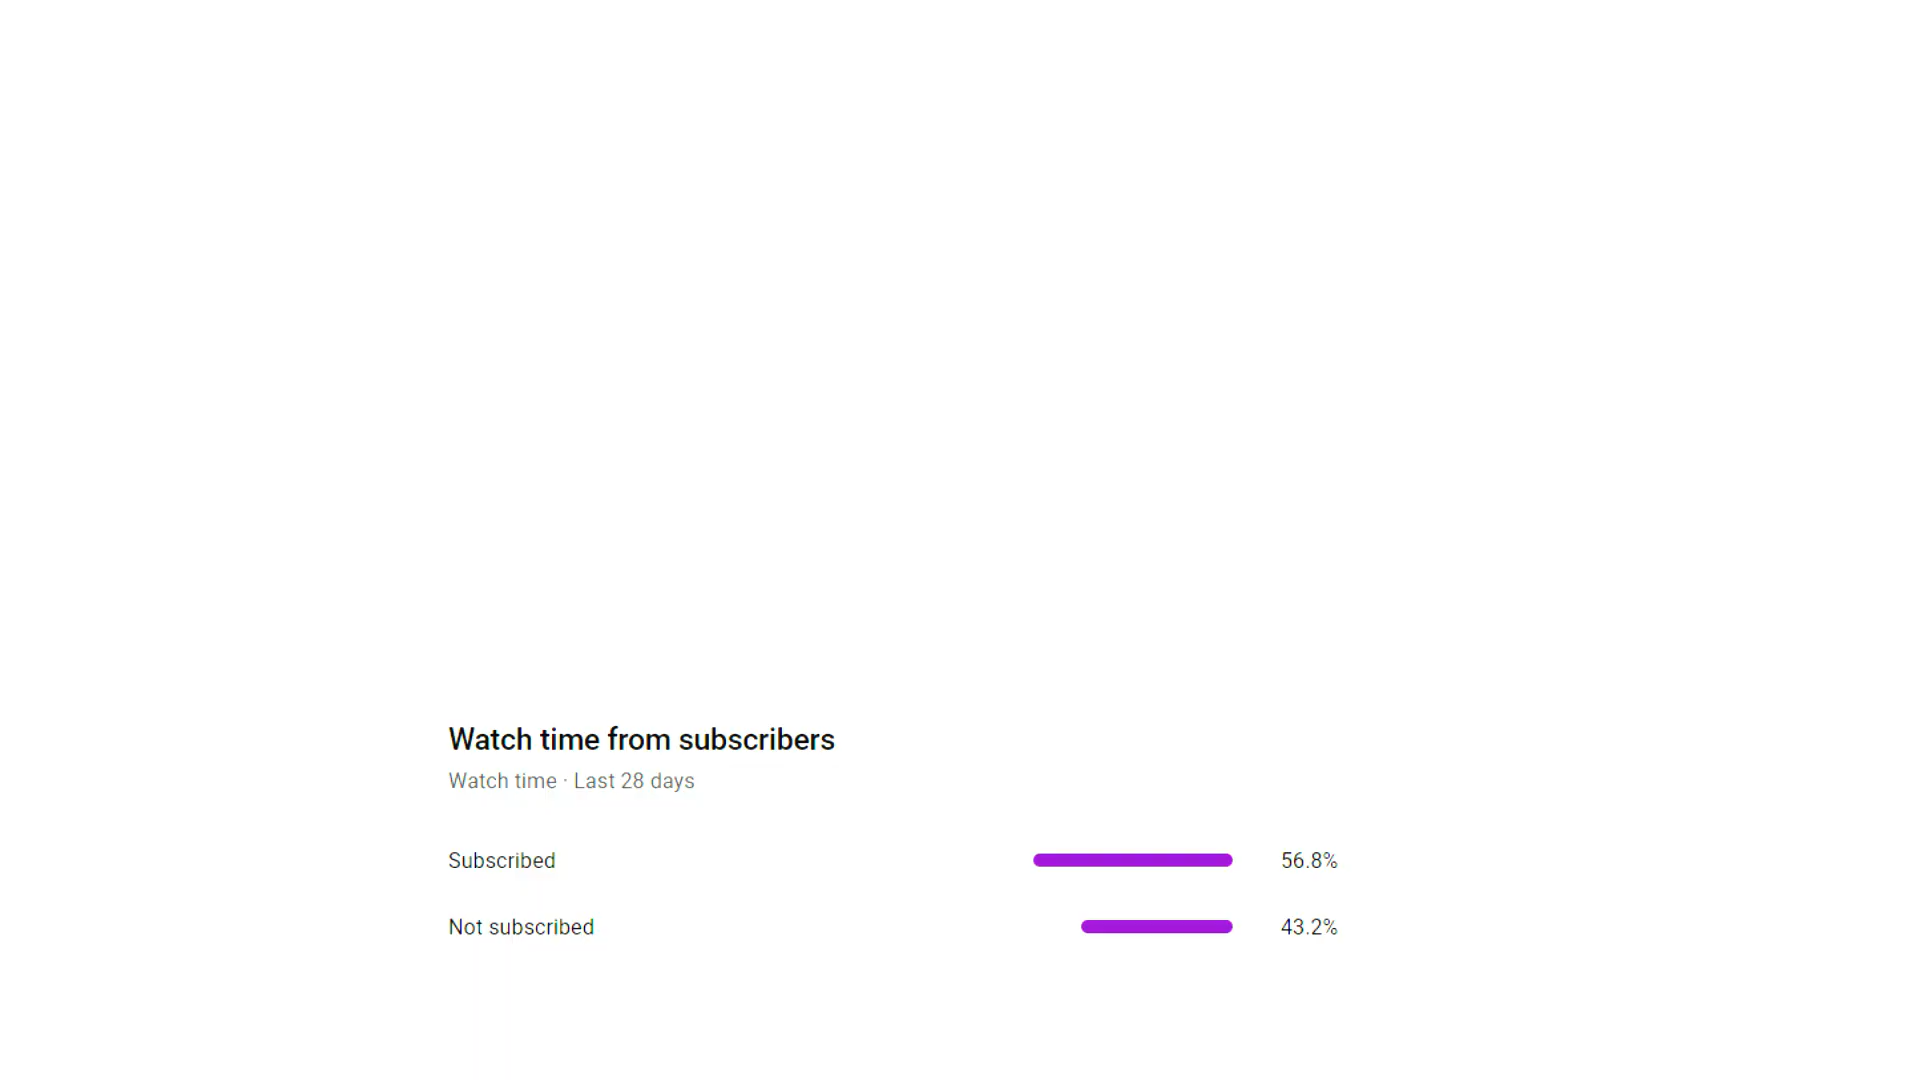 Watch time from subscribers
Watch time · Last 28 days
Subscribed 56.8%
Not subscribed 43.2%